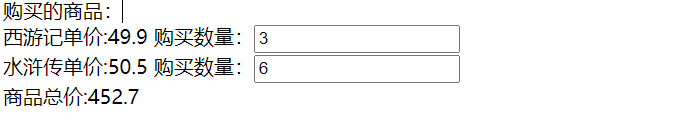 购买的商品：
西游记单价:49.9 购买数量： 3
水浒传单价:50.5 购买数量： 6
商品总价:452.7